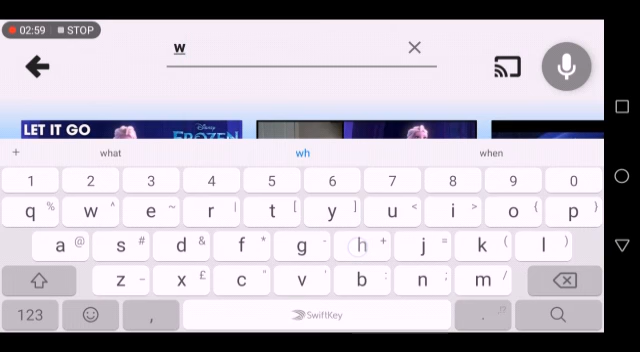 02:59 STOP
w
LET IT GO
Disney
FROZEN
+ what wh when
1 2 3 4 5 6 7 8 9 0
q % w ^ e ~ r | t [ y ] u < i > o { p }
a @ s # d & f * g - h + j = k ( l )
z _ x £ c " v ' b : n ; m /
123 , SwiftKey . ,!?